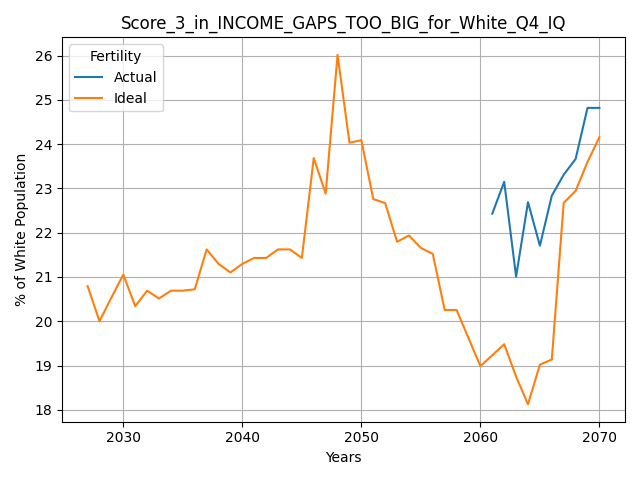 Score_3_in_INCOME_GAPS_TOO_BIG_for_White_Q4_IQ
Fertility
Actual
Ideal
% of White Population
26
25
24
23
22
21
20
19
18
2030
2040
2050
2060
2070
Years